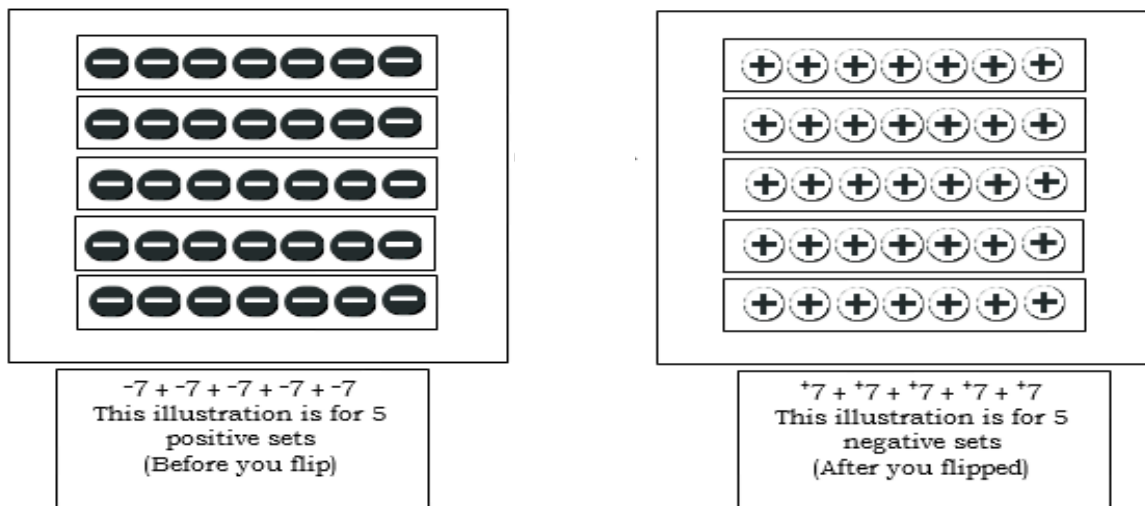 ⁻7 + ⁻7 + ⁻7 + ⁻7 + ⁻7
This illustration is for 5
positive sets
(Before you flip)
⁺7 + ⁺7 + ⁺7 + ⁺7 + ⁺7
This illustration is for 5
negative sets
(After you flipped)